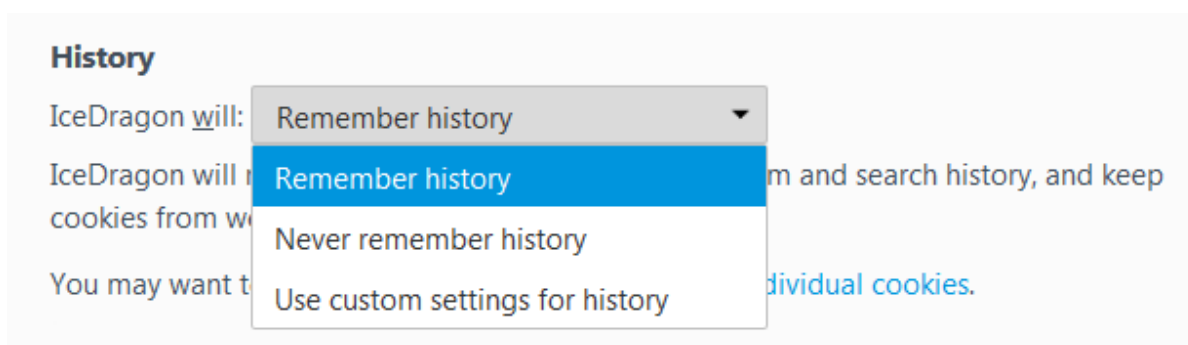 History
IceDragon will: Remember history
IceDragon will Remember history m and search history, and keep
cookies from we
Never remember history
You may want t dividual cookies.
Use custom settings for history